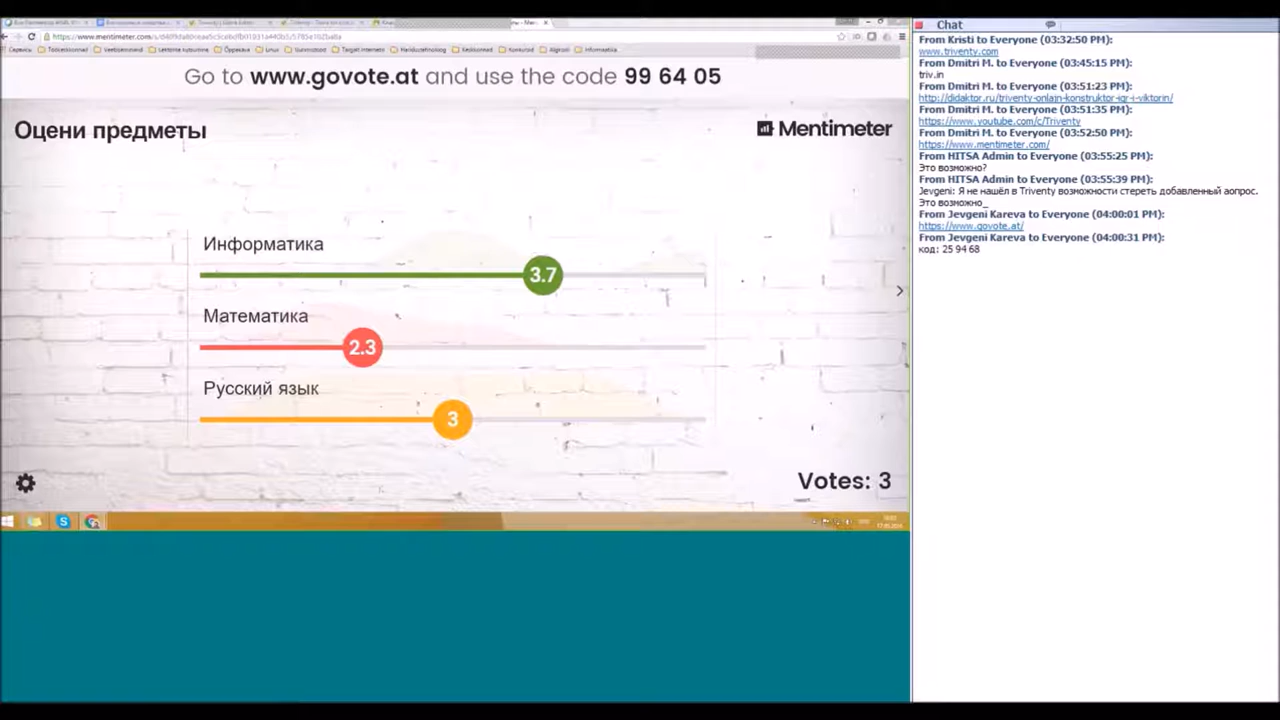 https://www.mentimeter.com/s/
Go to www.govote.at and use the code 99 64 05
Оцени предметы
Mentimeter
Информатика
3.7
Математика
2.3
Русский язык
3
Votes: 3
Chat
From Kristi to Everyone (03:32:50 PM):
www.triventy.com
From Dmitri M. to Everyone (03:45:15 PM):
triv.in
From Dmitri M. to Everyone (03:51:23 PM):
http://didaktor.ru/triventy-onlajn-konstruktor-igr-i-viktorin/
From Dmitri M. to Everyone (03:51:35 PM):
https://www.youtube.com/c/Triventy
From Dmitri M. to Everyone (03:52:50 PM):
https://www.mentimeter.com/
From HITSA Admin to Everyone (03:55:25 PM):
Это возможно?
From HITSA Admin to Everyone (03:55:39 PM):
Jevgeni: Я не нашёл в Triventy возможности стереть добавленный аопрос.
Это возможно_
From Jevgeni Kareva to Everyone (04:00:01 PM):
https://www.govote.at/
From Jevgeni Kareva to Everyone (04:00:31 PM):
код: 25 94 68